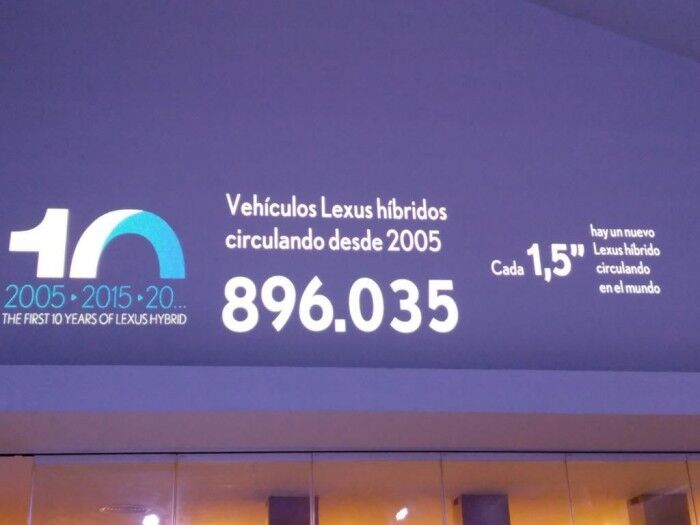 10
2005 ▸ 2015 ▸ 20...
THE FIRST 10 YEARS OF LEXUS HYBRID
Vehículos Lexus híbridos
circulando desde 2005
896.035
Cada 1,5”
hay un nuevo
Lexus híbrido
circulando
en el mundo